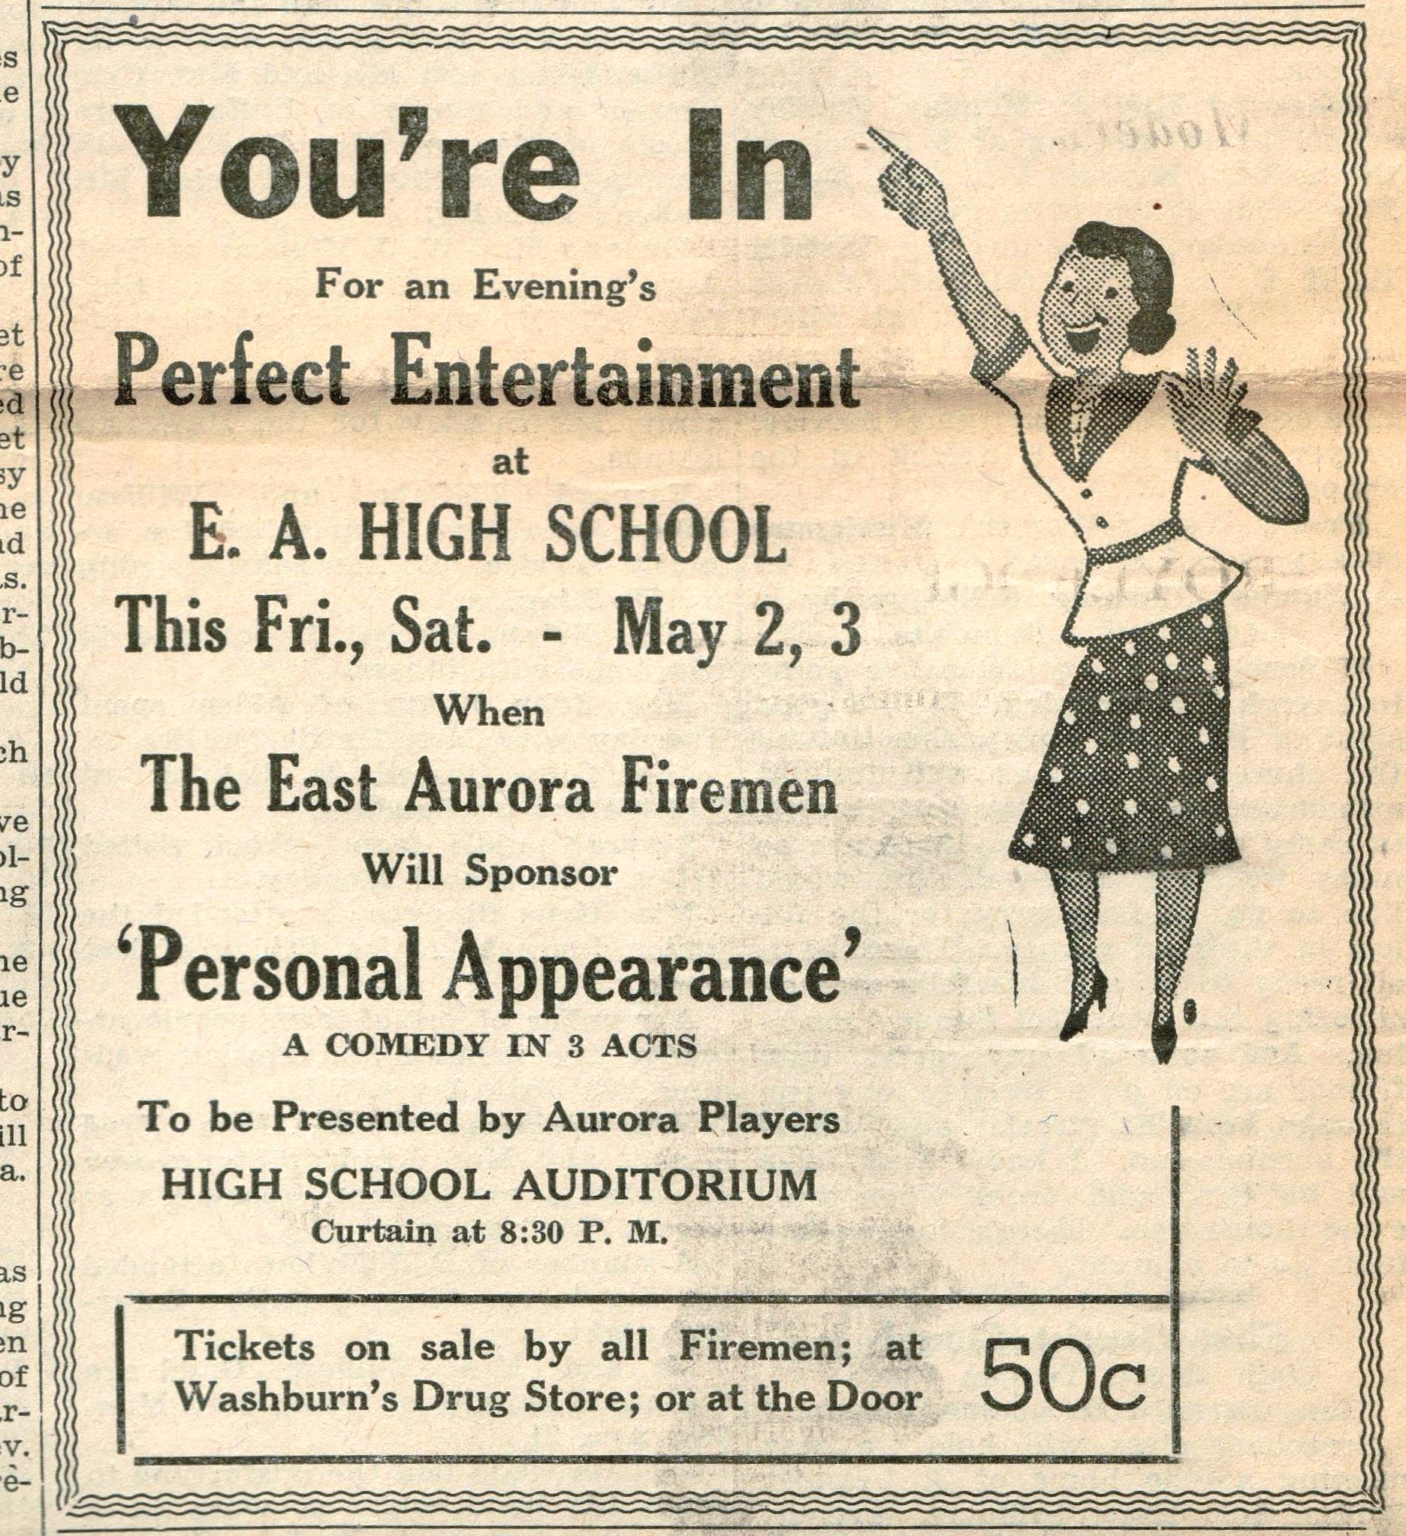 You're In
For an Evening's
Perfect Entertainment
at
E. A. HIGH SCHOOL
This Fri., Sat. - May 2, 3
When
The East Aurora Firemen
Will Sponsor
'Personal Appearance'
A COMEDY IN 3 ACTS
To be Presented by Aurora Players
HIGH SCHOOL AUDITORIUM
Curtain at 8:30 P. M.
Tickets on sale by all Firemen; at
Washburn's Drug Store; or at the Door
50c